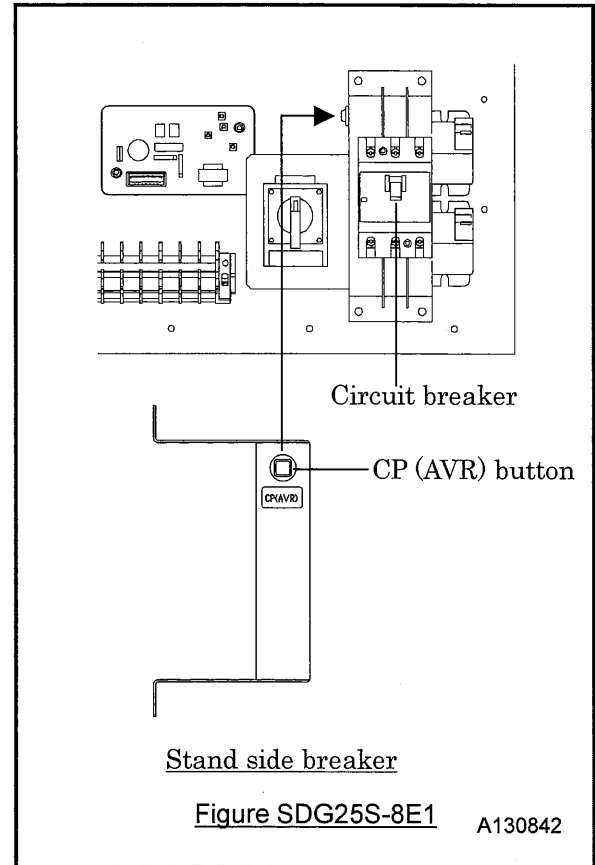 Circuit breaker
CP (AVR) button
CP(AVR)
Stand side breaker
Figure SDG25S-8E1
A130842